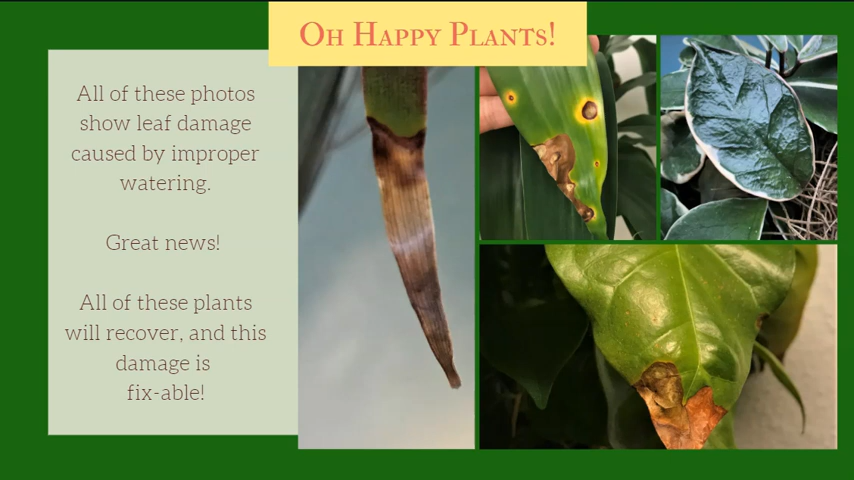 Oh Happy Plants!
All of these photos
show leaf damage
caused by improper
watering.
Great news!
All of these plants
will recover, and this
damage is
fix-able!